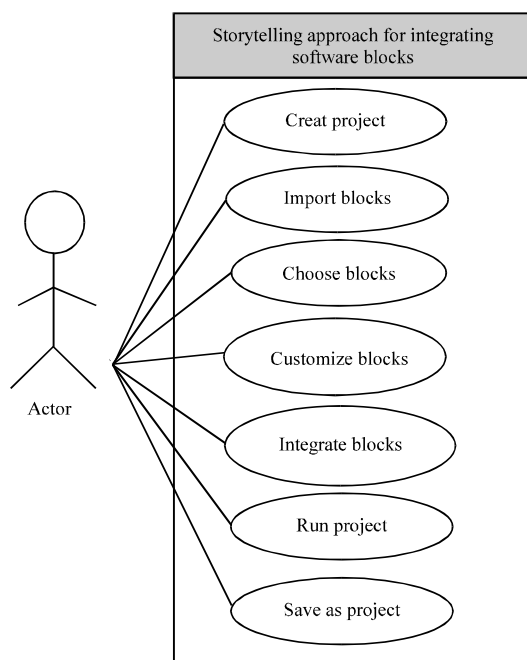 Storytelling approach for integrating
software blocks
Creat project
Import blocks
Choose blocks
Customize blocks
Actor
Integrate blocks
Run project
Save as project